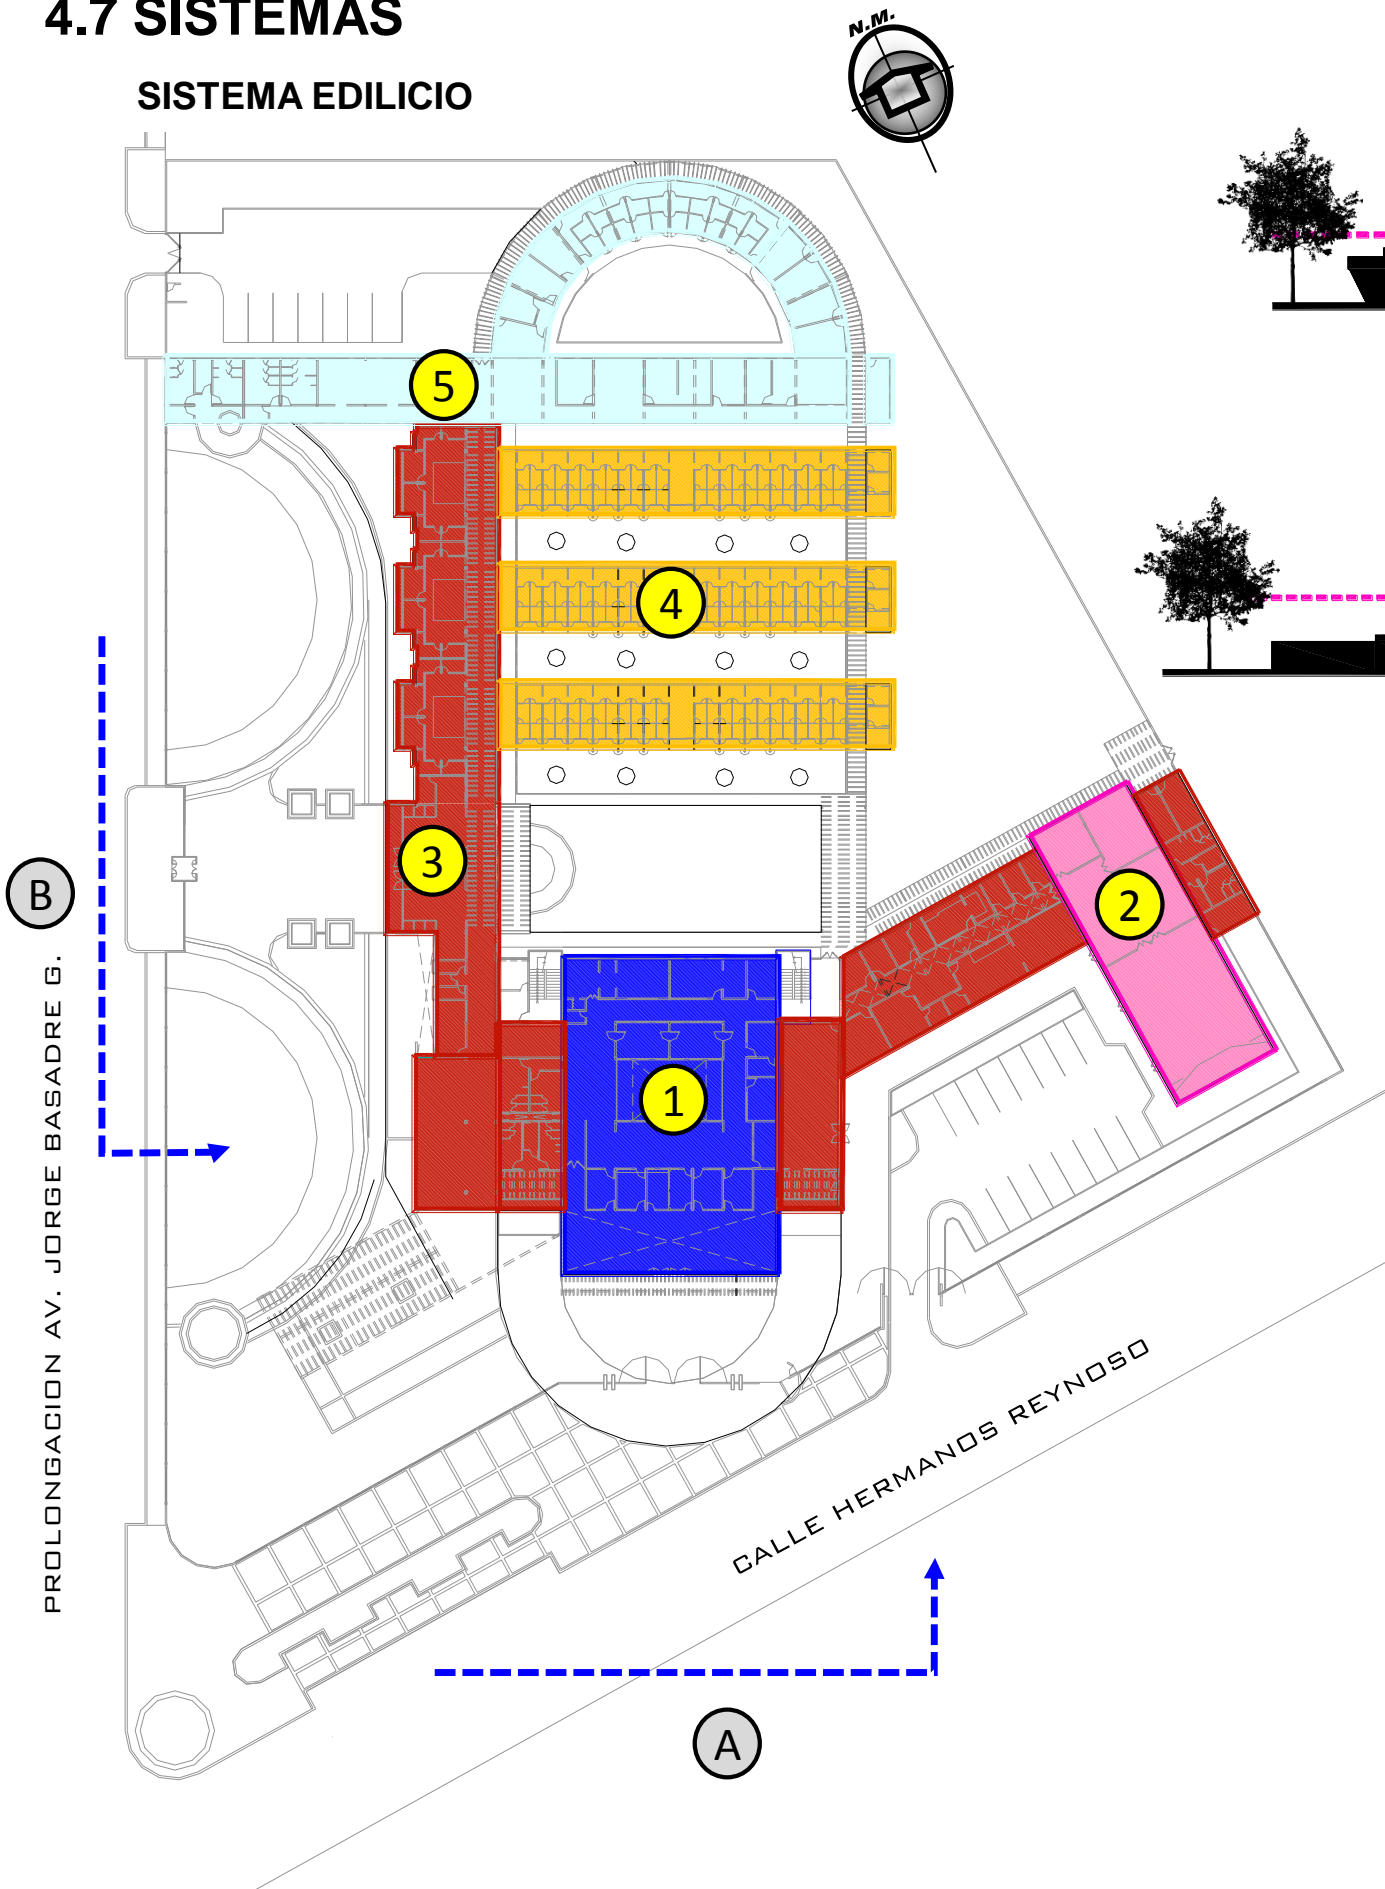 4.7 SISTEMAS
N.M.
SISTEMA EDILICIO
5
4
3
2
B
1
PROLONGACION AV. JORGE BASADRE G.
CALLE HERMANOS REYNOSO
A